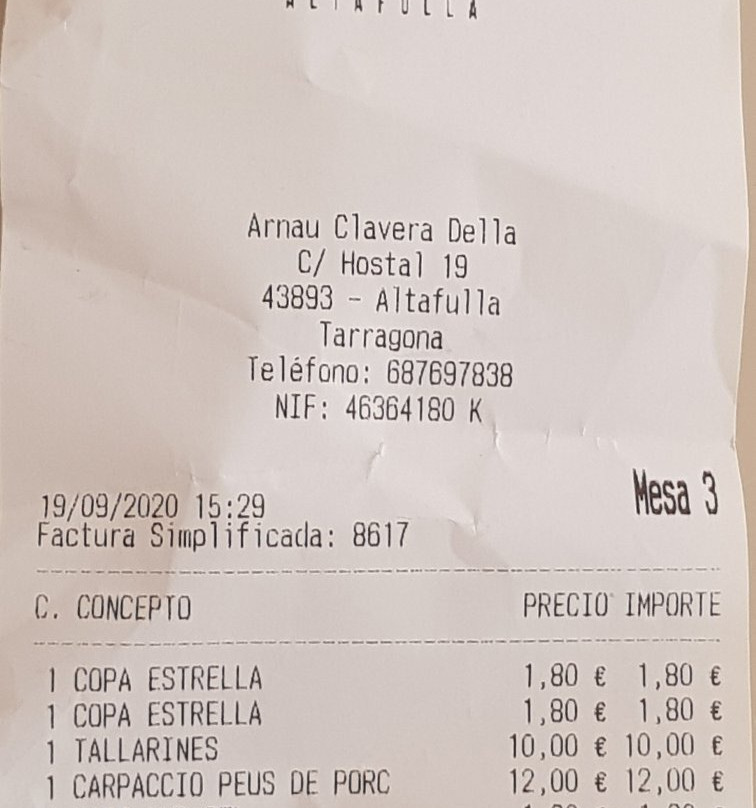 ALTAFULLA
Arnau Clavera Della
C/ Hostal 19
43893 - Altafulla
Tarragona
Teléfono: 687697838
NIF: 46364180 K
Mesa 3
19/09/2020 15:29
Factura Simplificada: 8617
C. CONCEPTO PRECIO IMPORTE
1 COPA ESTRELLA 1,80 € 1,80 €
1 COPA ESTRELLA 1,80 € 1,80 €
1 TALLARINES 10,00 € 10,00 €
1 CARPACCIO PEUS DE PORC 12,00 € 12,00 €